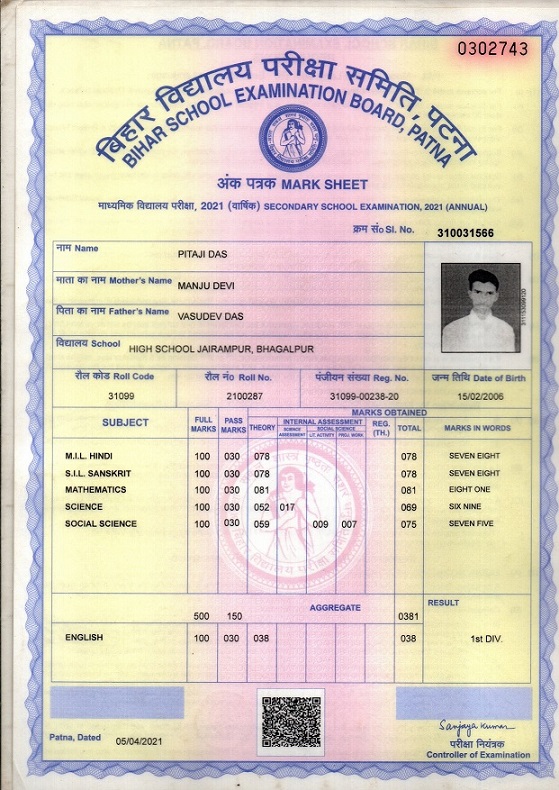 0302743
बिहार विद्यालय परीक्षा समिति, पटना
BIHAR SCHOOL EXAMINATION BOARD, PATNA
अंक पत्रक MARK SHEET
माध्यमिक विद्यालय परीक्षा, 2021 (वार्षिक) SECONDARY SCHOOL EXAMINATION, 2021 (ANNUAL)
क्रम सं० Sl. No. 310031566
नाम Name PITAJI DAS
माता का नाम Mother's Name MANJU DEVI
पिता का नाम Father's Name VASUDEV DAS
विद्यालय School HIGH SCHOOL JAIRAMPUR, BHAGALPUR
रौल कोड Roll Code रौल नं० Roll No. पंजीयन संख्या Reg. No. जन्म तिथि Date of Birth
31099 2100287 31099-00238-20 15/02/2006
MARKS OBTAINED
SUBJECT FULL MARKS PASS MARKS THEORY INTERNAL ASSESSMENT REG. (TH.) TOTAL MARKS IN WORDS
SCIENCE ASSESSMENT SOCIAL SCIENCE LIT. ACTIVITY PROJ. WORK
M.I.L. HINDI 100 030 078 078 SEVEN EIGHT
S.I.L. SANSKRIT 100 030 078 078 SEVEN EIGHT
MATHEMATICS 100 030 081 081 EIGHT ONE
SCIENCE 100 030 052 017 069 SIX NINE
SOCIAL SCIENCE 100 030 059 009 007 075 SEVEN FIVE
500 150 AGGREGATE 0381 RESULT
ENGLISH 100 030 038 038 1st DIV.
Patna, Dated 05/04/2021
Sanjaya Kumar
परीक्षा नियंत्रक
Controller of Examination